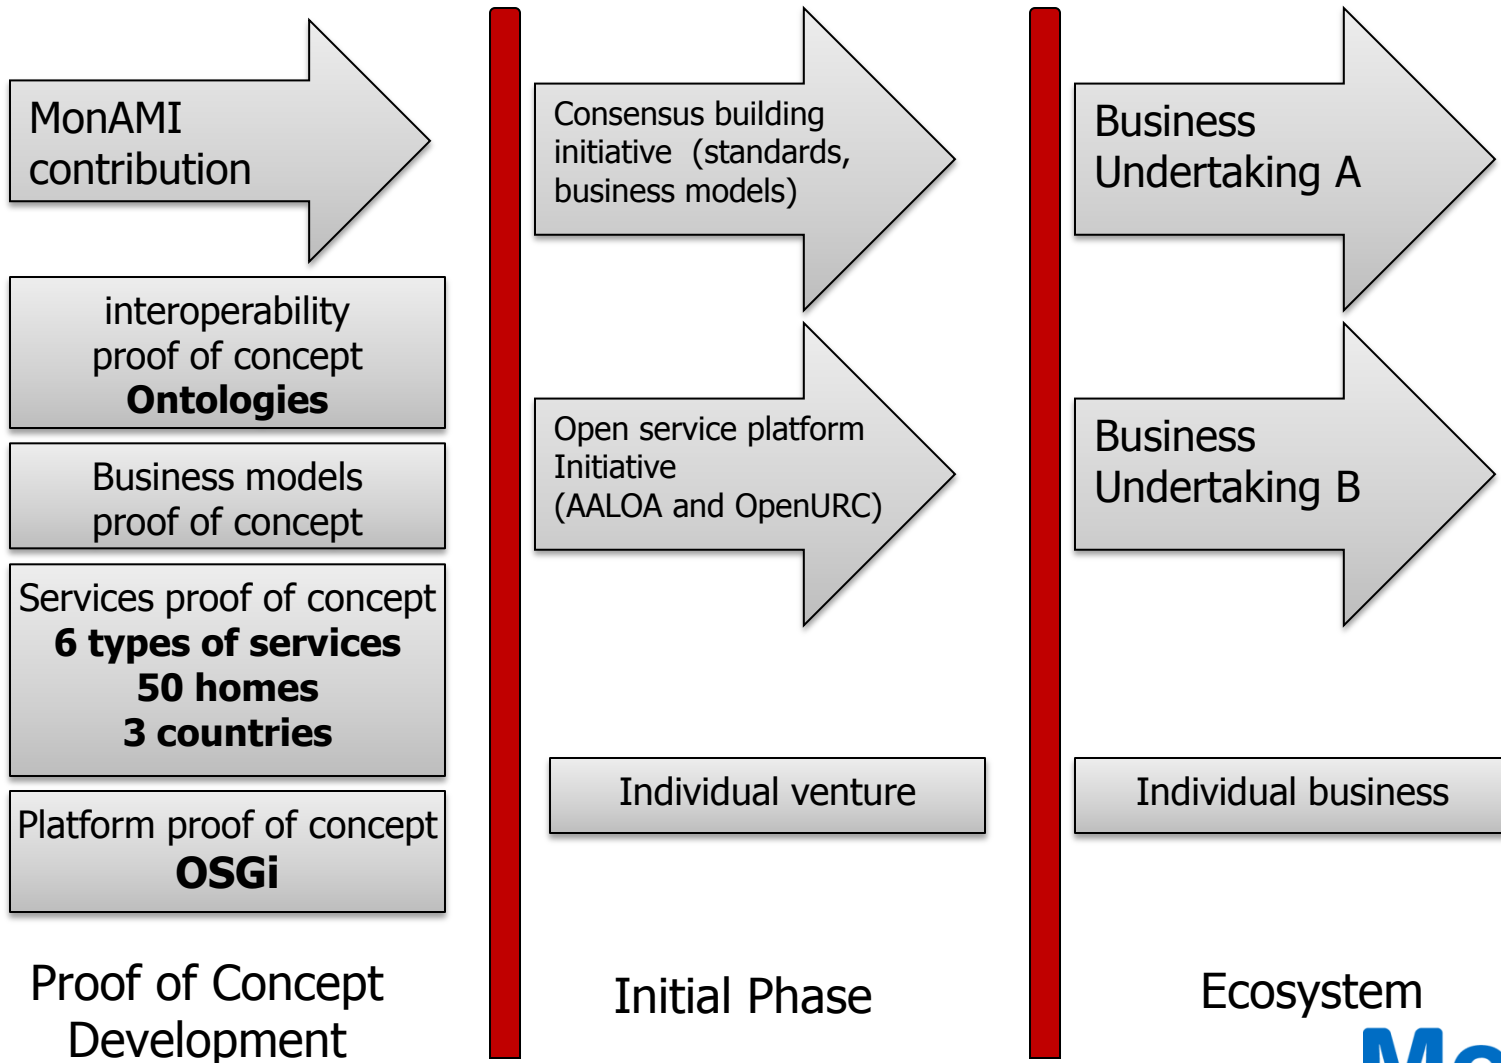 MonAMI
contribution
interoperability
proof of concept
Ontologies
Business models
proof of concept
Services proof of concept
6 types of services
50 homes
3 countries
Platform proof of concept
OSGi
Proof of Concept
Development
Consensus building
initiative (standards,
business models)
Open service platform
Initiative
(AALOA and OpenURC)
Individual venture
Initial Phase
Business
Undertaking A
Business
Undertaking B
Individual business
Ecosystem